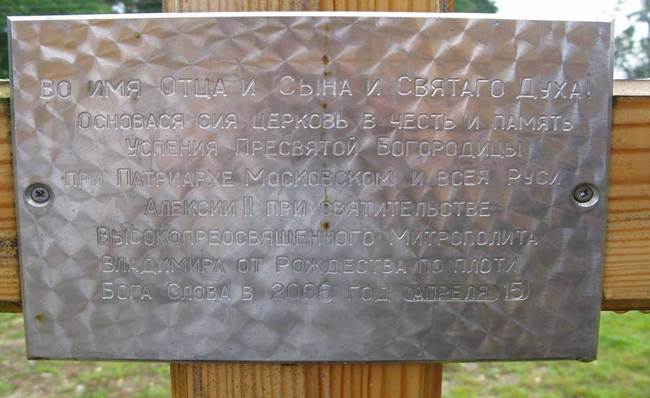 Во имя Отца и Сына и Святаго Духа.
Основася сия церковь в честь и память
Успения Пресвятой Богородицы
при Патриархе Московском и всея Руси
Алексии II при святительстве
Высокопреосвященного Митрополита
Владимира от Рождества по плоти
Бога Слова в 2006 год апреля 15